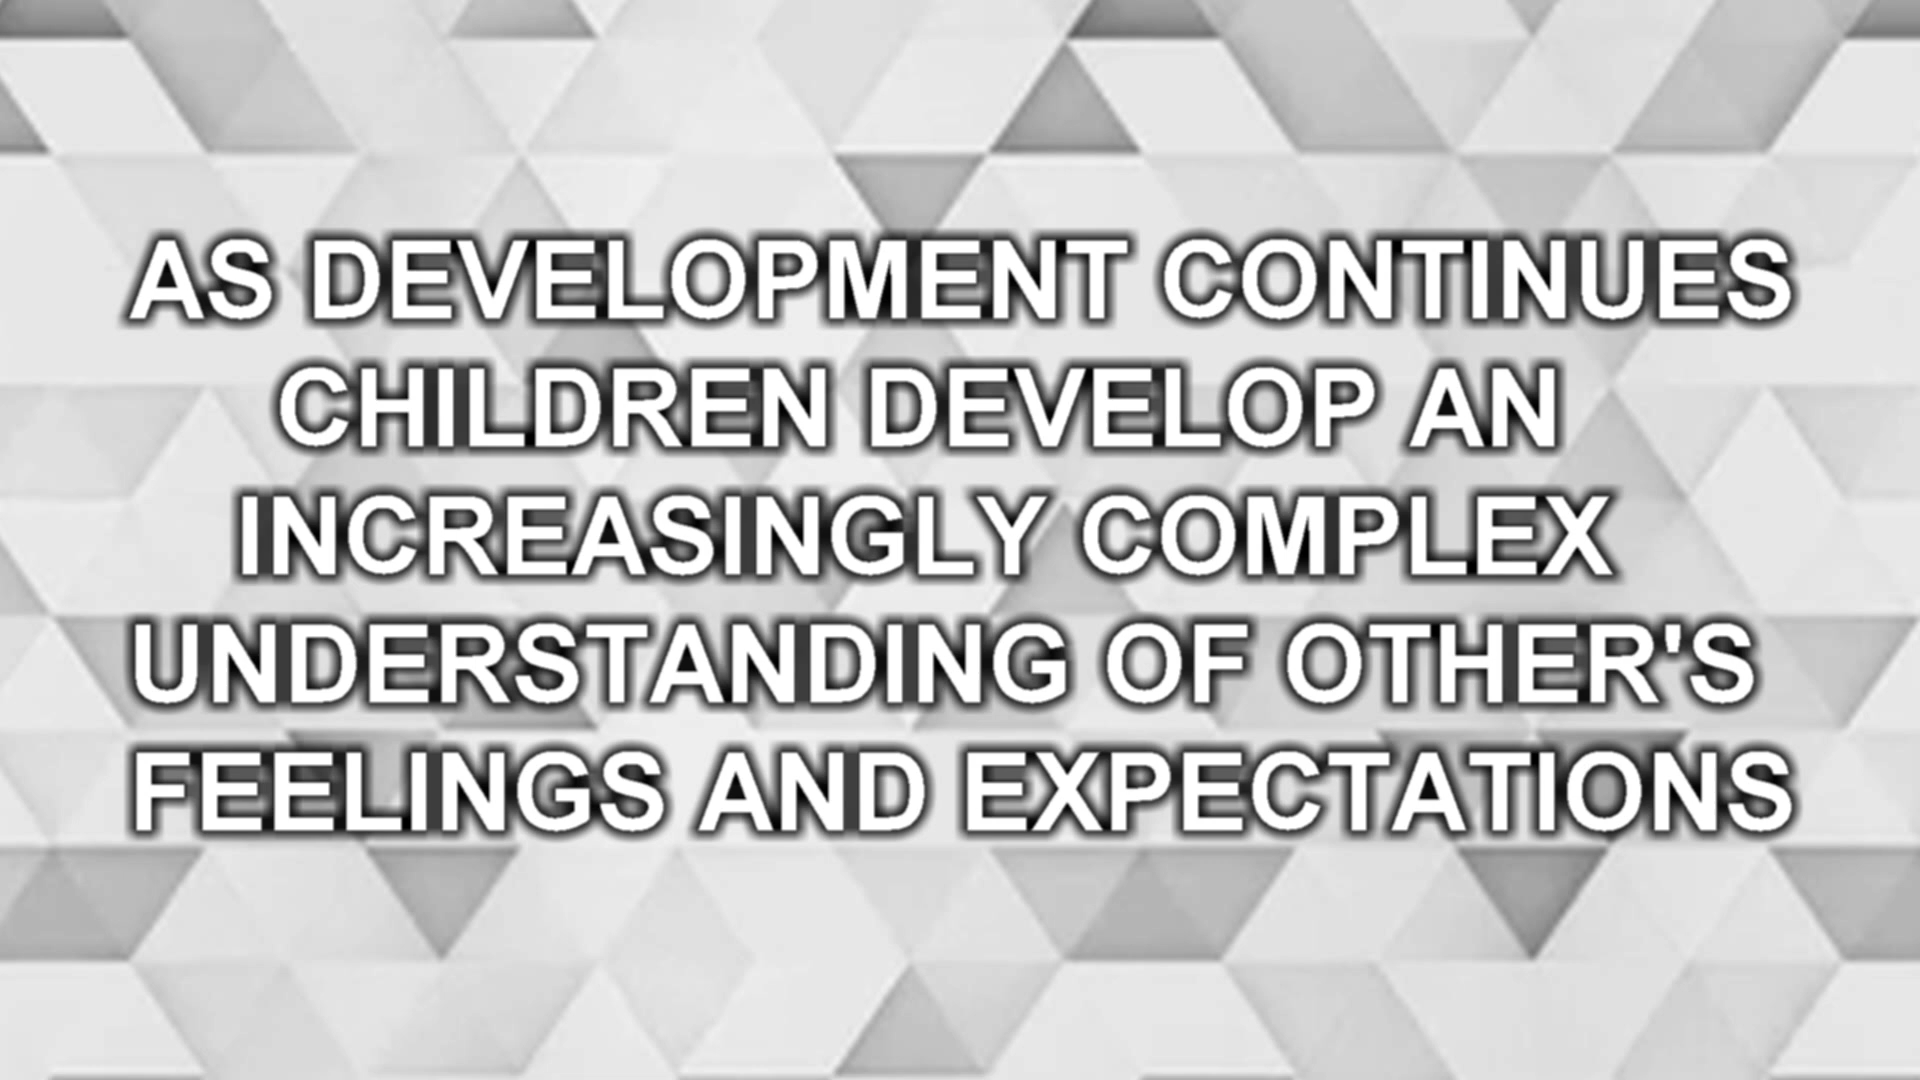 AS DEVELOPMENT CONTINUES
CHILDREN DEVELOP AN
INCREASINGLY COMPLEX
UNDERSTANDING OF OTHER'S
FEELINGS AND EXPECTATIONS